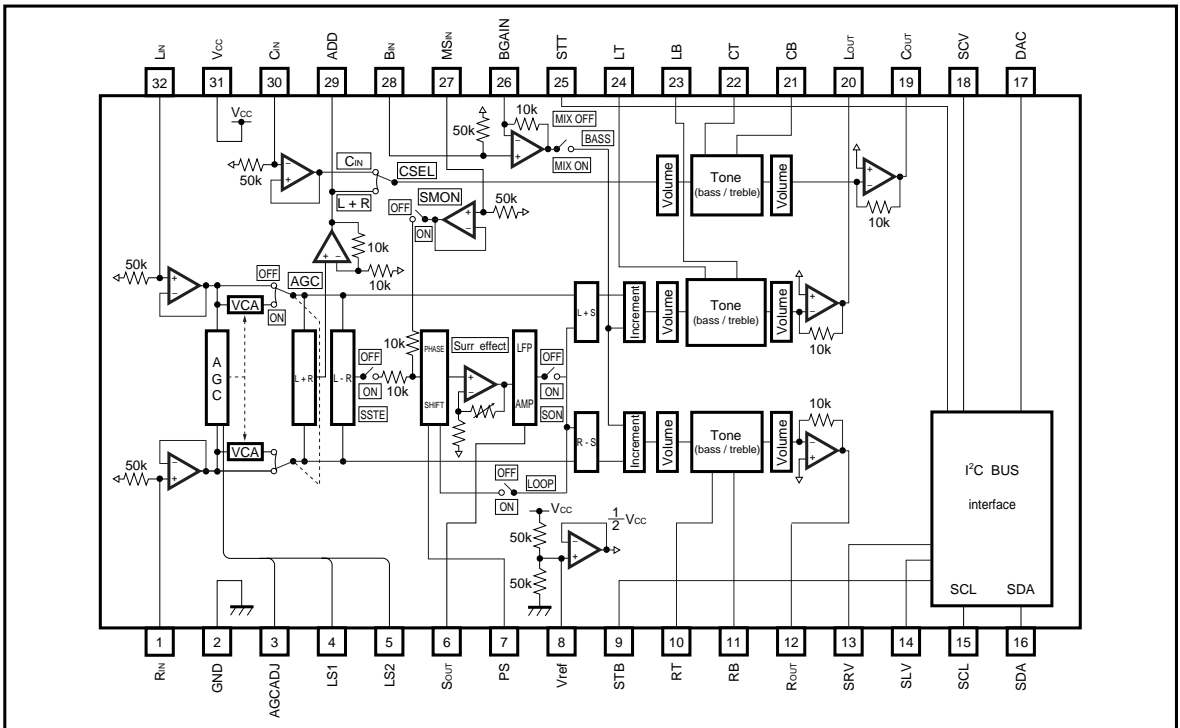 LIN
VCC
CIN
ADD
BIN
MSIN
BGAIN
STT
LT
LB
CT
CB
LOUT
COUT
SCV
DAC
32
31
30
29
28
27
26
25
24
23
22
21
20
19
18
17
VCC
50k
10k
MIX OFF
BASS
MIX ON
50k
CIN
CSEL
L + R
OFF
SMON
ON
50k
Volume
Tone
(bass / treble)
Volume
10k
10k
10k
50k
OFF
AGC
ON
VCA
AGC
L + R
L - R
OFF
ON
SSTE
10k
10k
PHASE
SHIFT
Surr effect
LFP
AMP
OFF
ON
SON
L + S
Increment
Volume
Tone
(bass / treble)
Volume
10k
R - S
Increment
Volume
Tone
(bass / treble)
Volume
10k
VCA
50k
OFF
LOOP
ON
VCC
50k
50k
1/2 VCC
I²C BUS
interface
SCL
SDA
1
2
3
4
5
6
7
8
9
10
11
12
13
14
15
16
RIN
GND
AGCADJ
LS1
LS2
SOUT
PS
Vref
STB
RT
RB
ROUT
SRV
SLV
SCL
SDA